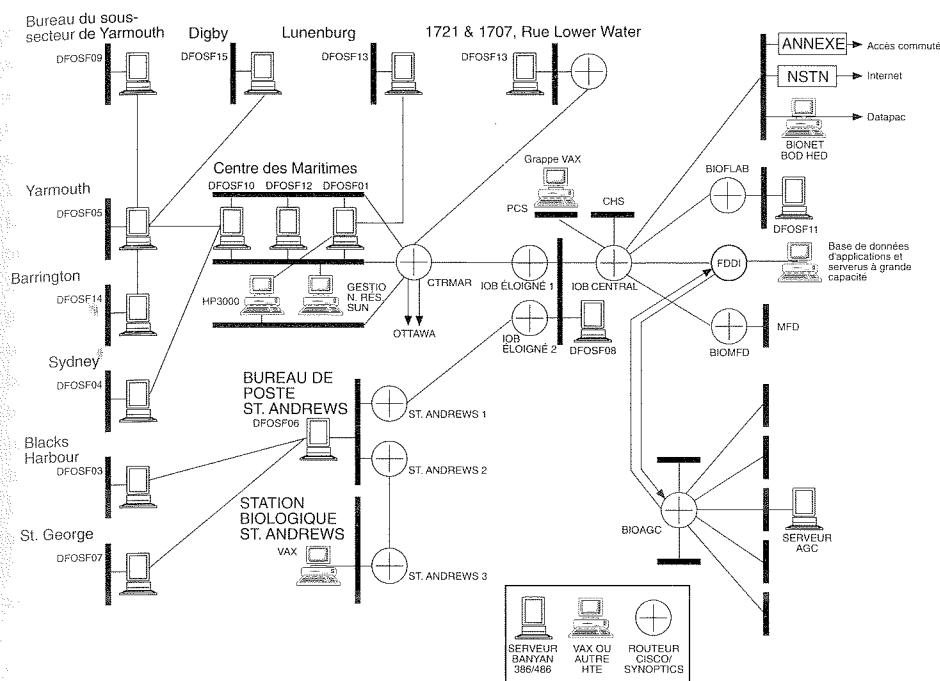 Bureau du sous-
secteur de Yarmouth
DFOSF09
Digby
DFOSF15
Lunenburg
DFOSF13
1721 & 1707, Rue Lower Water
DFOSF13
ANNEXE
Accès commuté
NSTN
Internet
Datapac
BIONET
BOD HED
Yarmouth
DFOSF05
Centre des Maritimes
DFOSF10
DFOSF12
DFOSF01
Grappe VAX
PCS
CHS
BIOFLAB
DFOSF11
HP3000
GESTIO
N. RÉS.
SUN
CTRMAR
OTTAWA
IOB ÉLOIGNÉ 1
IOB CENTRAL
FDDI
Base de données
d'applications et
serverus à grande
capacité
Barrington
DFOSF14
IOB
ÉLOIGNÉ 2
DFOSF08
BIOMFD
MFD
Sydney
DFOSF04
BUREAU DE
POSTE
ST. ANDREWS
DFOSF06
ST. ANDREWS 1
Blacks
Harbour
DFOSF03
ST. ANDREWS 2
STATION
BIOLOGIQUE
ST. ANDREWS
VAX
ST. ANDREWS 3
St. George
DFOSF07
BIOAGC
SERVEUR
AGC
SERVEUR
BANYAN
386/486
VAX OU
AUTRE
HTE
ROUTEUR
CISCO/
SYNOPTICS